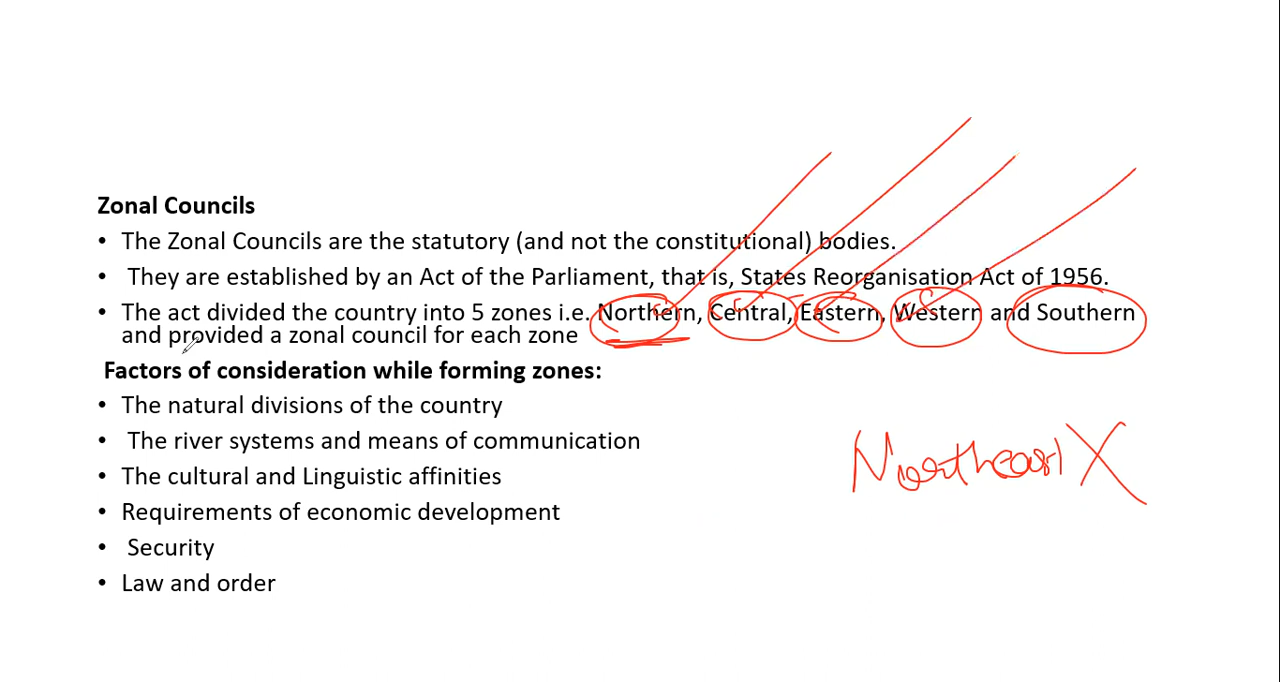 Zonal Councils
• The Zonal Councils are the statutory (and not the constitutional) bodies.
• They are established by an Act of the Parliament, that is, States Reorganisation Act of 1956.
• The act divided the country into 5 zones i.e. Northern, Central, Eastern, Western and Southern
and provided a zonal council for each zone
Factors of consideration while forming zones:
• The natural divisions of the country
• The river systems and means of communication
• The cultural and Linguistic affinities
Northeast X
• Requirements of economic development
• Security
• Law and order